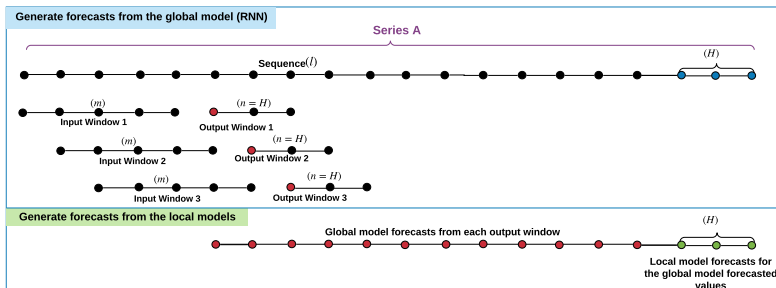 Generate forecasts from the global model (RNN)
Series A
Sequence(l)
(H)
(m)
(n = H)
Input Window 1
Output Window 1
(m)
(n = H)
Input Window 2
Output Window 2
(m)
(n = H)
Input Window 3
Output Window 3
Generate forecasts from the local models
(H)
Global model forecasts from each output window
Local model forecasts for
the global model forecasted
values